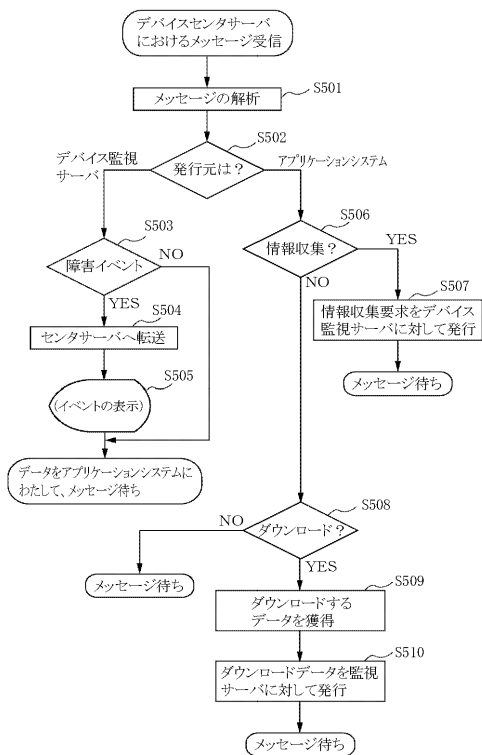 デバイスセンタサーバ
におけるメッセージ受信
S501
メッセージの解析
S502
発行元は？
デバイス監視
サーバ
アプリケーションシステム
S503
障害イベント
NO
YES
S504
センタサーバへ転送
S505
(イベントの表示)
データをアプリケーションシステムに
わたして、メッセージ待ち
S506
情報収集？
YES
NO
S507
情報収集要求をデバイス
監視サーバに対して発行
メッセージ待ち
S508
ダウンロード？
NO
YES
メッセージ待ち
S509
ダウンロードする
データを獲得
S510
ダウンロードデータを監視
サーバに対して発行
メッセージ待ち